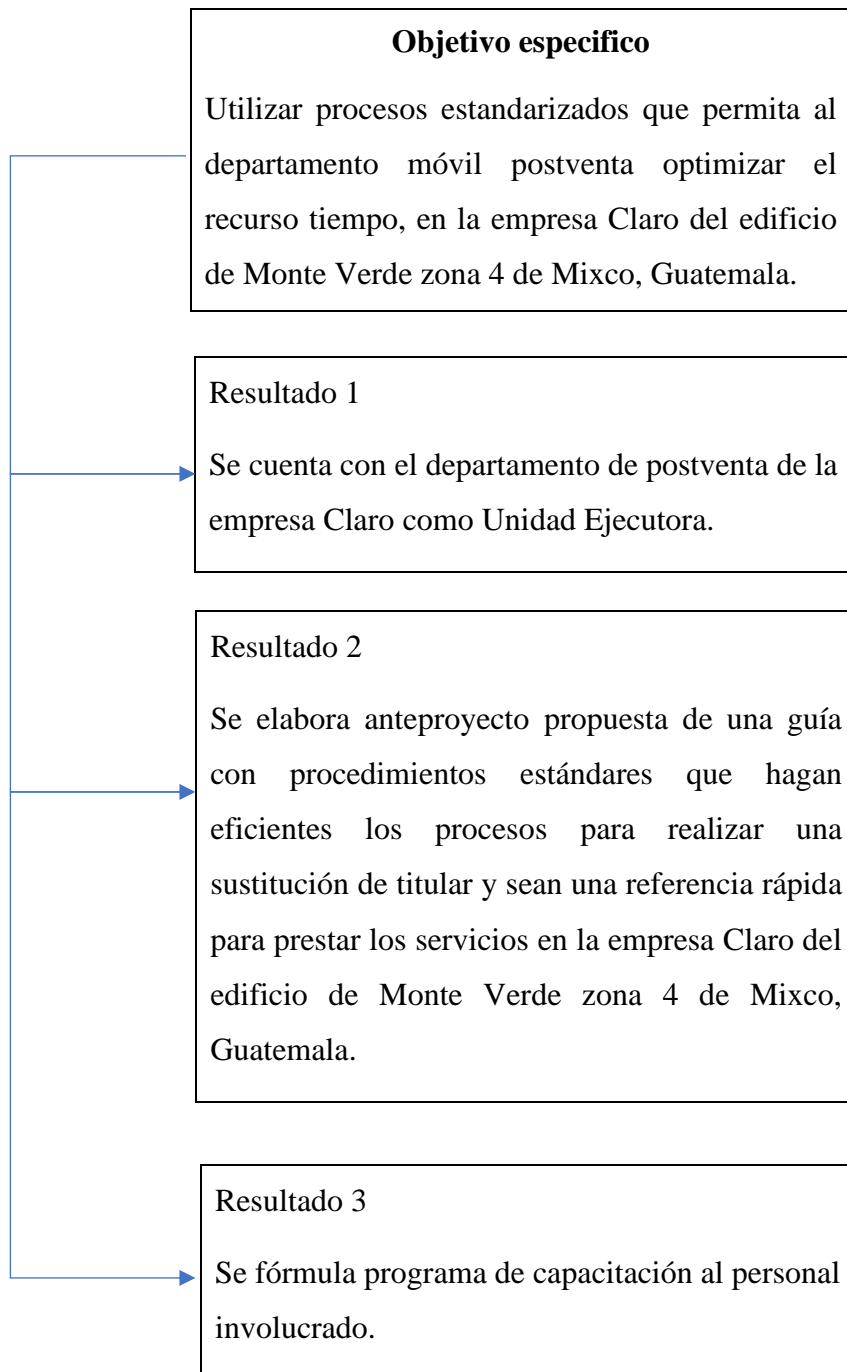 Objetivo especifico
Utilizar procesos estandarizados que permita al
departamento móvil postventa optimizar el
recurso tiempo, en la empresa Claro del edificio
de Monte Verde zona 4 de Mixco, Guatemala.
Resultado 1
Se cuenta con el departamento de postventa de la
empresa Claro como Unidad Ejecutora.
Resultado 2
Se elabora anteproyecto propuesta de una guía
con procedimientos estándares que hagan
eficientes los procesos para realizar una
sustitución de titular y sean una referencia rápida
para prestar los servicios en la empresa Claro del
edificio de Monte Verde zona 4 de Mixco,
Guatemala.
Resultado 3
Se fórmula programa de capacitación al personal
involucrado.